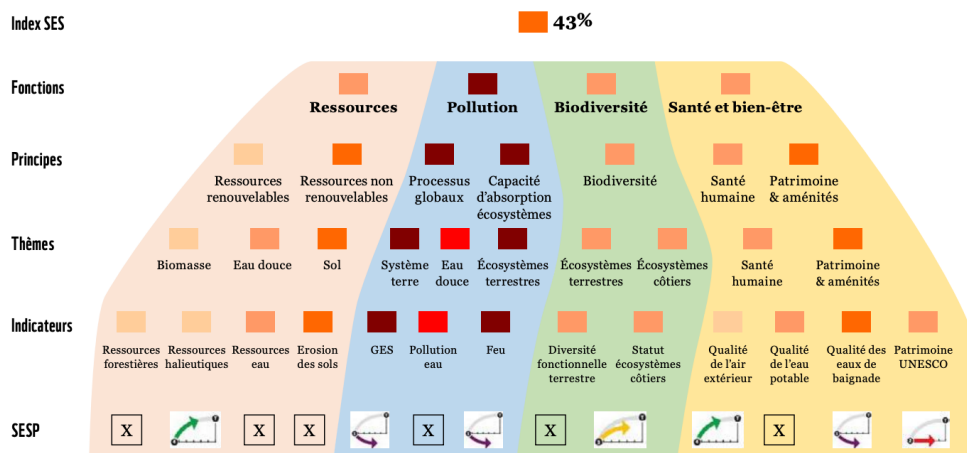 Index SES
43%
Fonctions
Ressources
Pollution
Biodiversité
Santé et bien-être
Principes
Ressources
renouvelables
Ressources non
renouvelables
Processus
globaux
Capacité
d'absorption
écosystèmes
Biodiversité
Santé
humaine
Patrimoine
& aménités
Thèmes
Biomasse
Eau douce
Sol
Système
terre
Eau
douce
Écosystèmes
terrestres
Écosystèmes
terrestres
Écosystèmes
côtiers
Santé
humaine
Patrimoine
& aménités
Indicateurs
Ressources
forestières
Ressources
halieutiques
Ressources
eau
Erosion
des sols
GES
Pollution
eau
Feu
Diversité
fonctionnelle
terrestre
Statut
écosystèmes
côtiers
Qualité
de l'air
extérieur
Qualité
de l'eau
potable
Qualité des
eaux de
baignade
Patrimoine
UNESCO
SESP
X
X
X
X
X
X